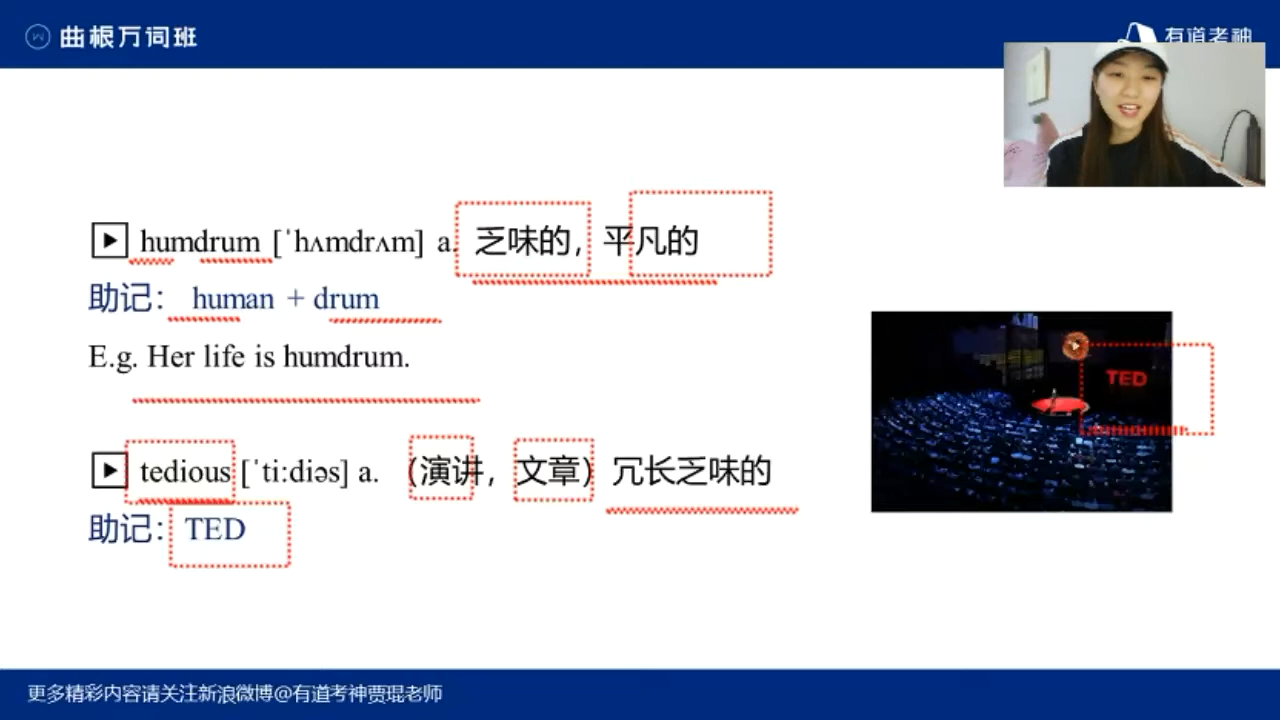 曲根万词班
有道考神
humdrum [ˈhʌmdrʌm] a. 乏味的，平凡的
助记： human + drum
E.g. Her life is humdrum.
tedious [ˈti:diəs] a. （演讲，文章）冗长乏味的
助记： TED
TED
更多精彩内容请关注新浪微博@有道考神贾琨老师